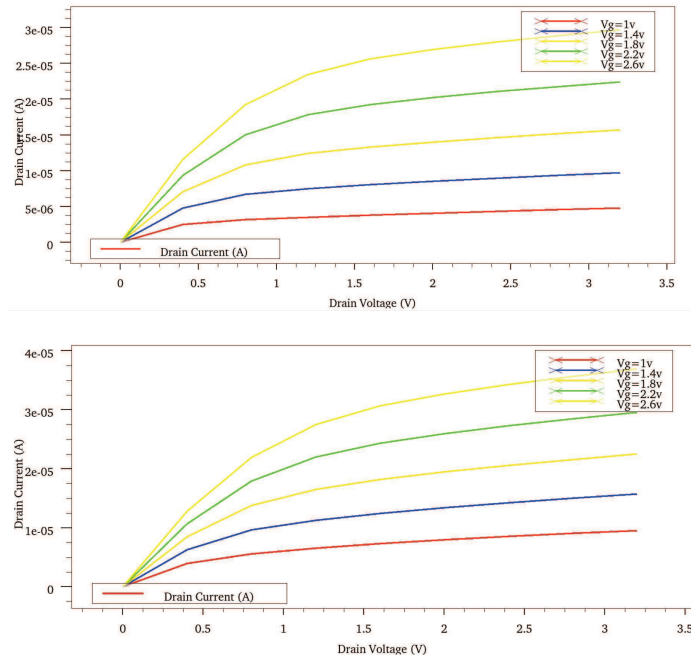 3e-05
2.5e-05
2e-05
1.5e-05
1e-05
5e-06
0
Drain Current (A)
Vg=1v
Vg=1.4v
Vg=1.8v
Vg=2.2v
Vg=2.6v
Drain Current (A)
0 0.5 1 1.5 2 2.5 3 3.5
Drain Voltage (V)
4e-05
3e-05
2e-05
1e-05
0
Drain Current (A)
Vg=1v
Vg=1.4v
Vg=1.8v
Vg=2.2v
Vg=2.6v
Drain Current (A)
0 0.5 1 1.5 2 2.5 3 3.5
Drain Voltage (V)